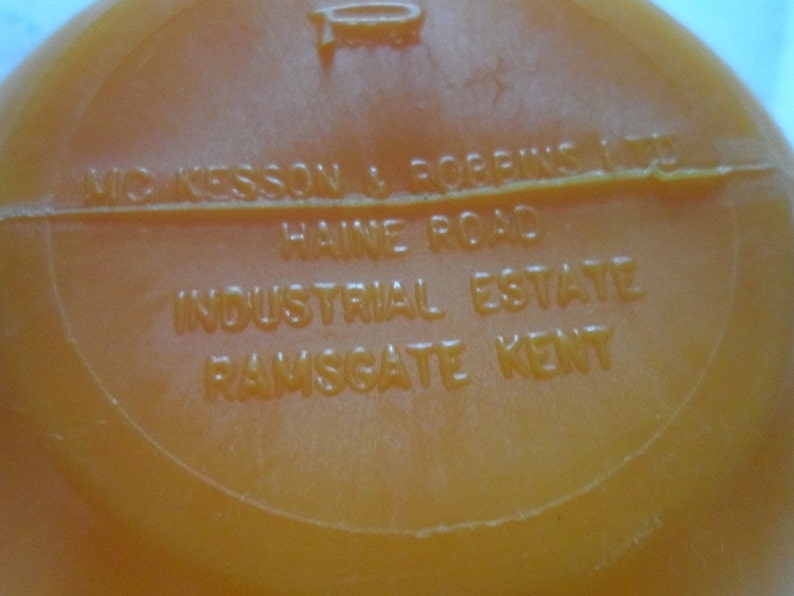 MC KESSON & ROBBINS LTD
HAINE ROAD
INDUSTRIAL ESTATE
RAMSGATE KENT